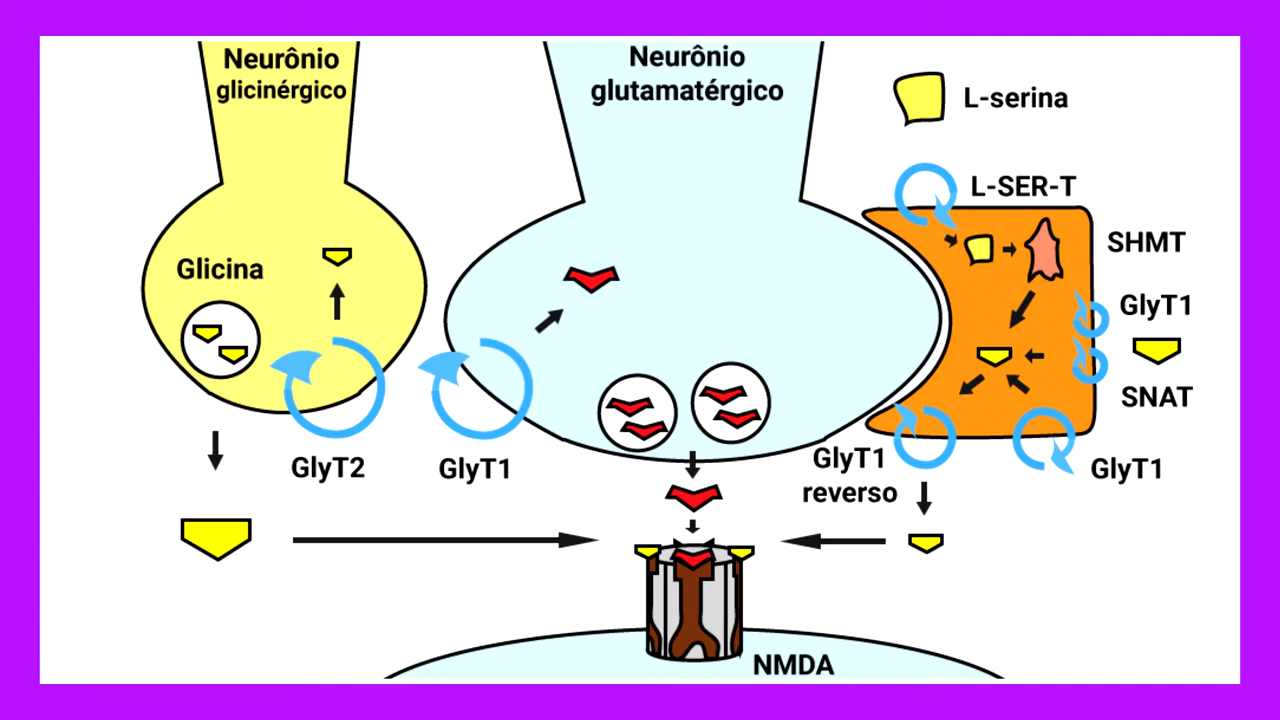 Neurônio
glicinérgico
Neurônio
glutamatérgico
L-serina
L-SER-T
SHMT
Glicina
GlyT1
SNAT
GlyT2
GlyT1
GlyT1
reverso
GlyT1
NMDA